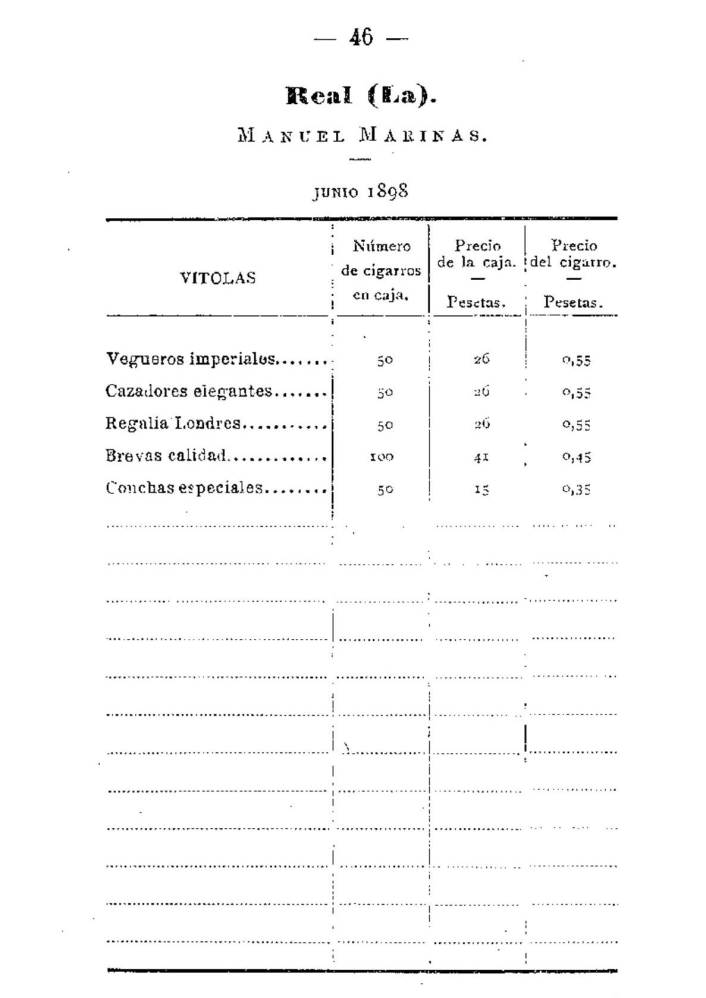 — 46 —
Real (La).
MANUEL MARINAS.
JUNIO 1898
VITOLAS
Número
de cigarros
en caja.
Precio
de la caja.
—
Pesetas.
Precio
del cigarro.
—
Pesetas.
Vegueros imperiales....... 50 26 0,55
Cazadores elegantes....... 50 26 0,55
Regalia Londres........... 50 26 0,55
Brevas calidad............. 100 41 0,45
Conchas especiales........ 50 15 0,35